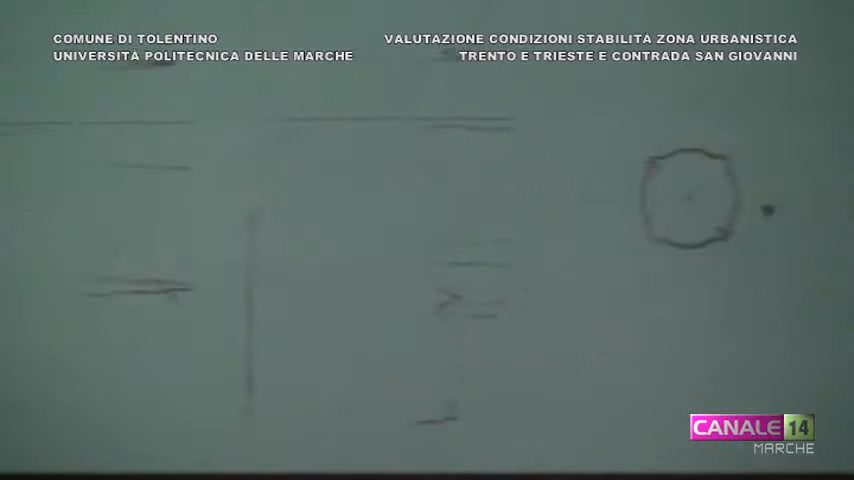 COMUNE DI TOLENTINO
UNIVERSITÀ POLITECNICA DELLE MARCHE
VALUTAZIONE CONDIZIONI STABILITÀ ZONA URBANISTICA
TRENTO E TRIESTE E CONTRADA SAN GIOVANNI
CANALE 14
MARCHE